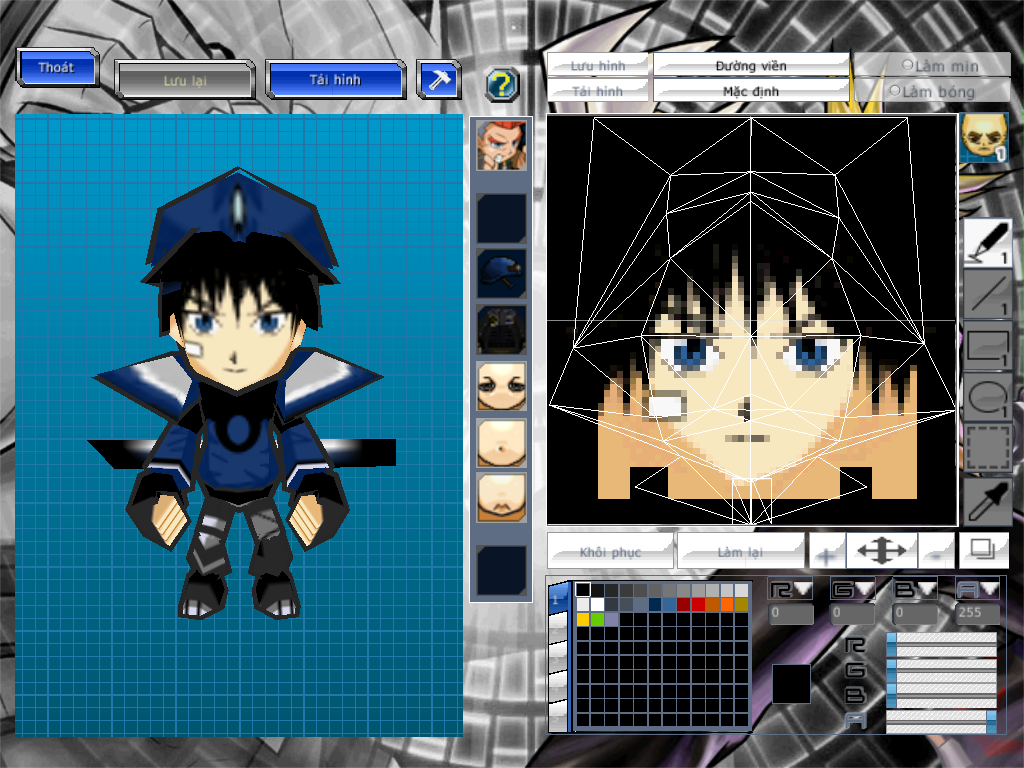 Thoát
Lưu lại
Tải hình
?
Lưu hình
Đường viền
Làm mịn
Tải hình
Mặc định
Làm bóng
1
1
1
1
1
Khôi phục
Làm lại
+
-
1
R
G
B
A
0
0
0
255
R
G
B
A